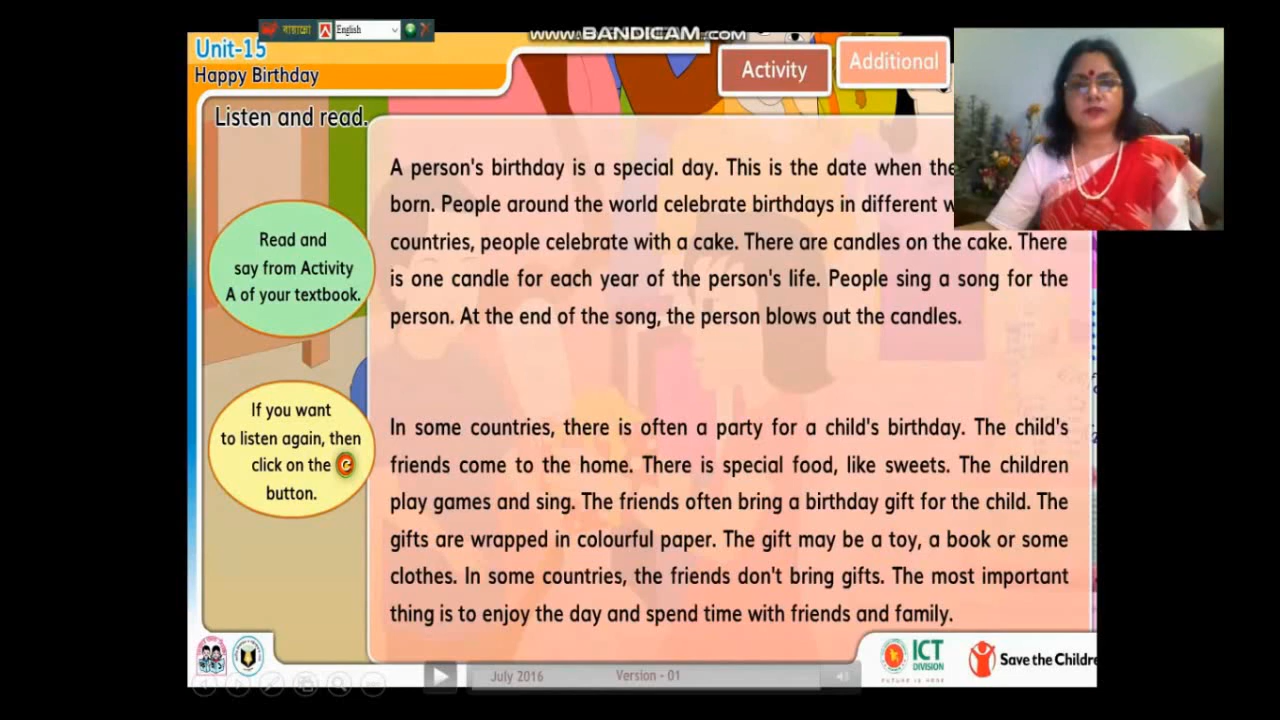 বায়ান্নো English
www.BANDICAM.com
Unit-15
Happy Birthday
Activity
Additional
Listen and read.
A person's birthday is a special day. This is the date when the
born. People around the world celebrate birthdays in different
countries, people celebrate with a cake. There are candles on the cake. There
is one candle for each year of the person's life. People sing a song for the
person. At the end of the song, the person blows out the candles.
Read and
say from Activity
A of your textbook.
If you want
to listen again, then
click on the
button.
In some countries, there is often a party for a child's birthday. The child's
friends come to the home. There is special food, like sweets. The children
play games and sing. The friends often bring a birthday gift for the child. The
gifts are wrapped in colourful paper. The gift may be a toy, a book or some
clothes. In some countries, the friends don't bring gifts. The most important
thing is to enjoy the day and spend time with friends and family.
July 2016
Version - 01
ICT
DIVISION
FUTURE IS HERE
Save the Childre